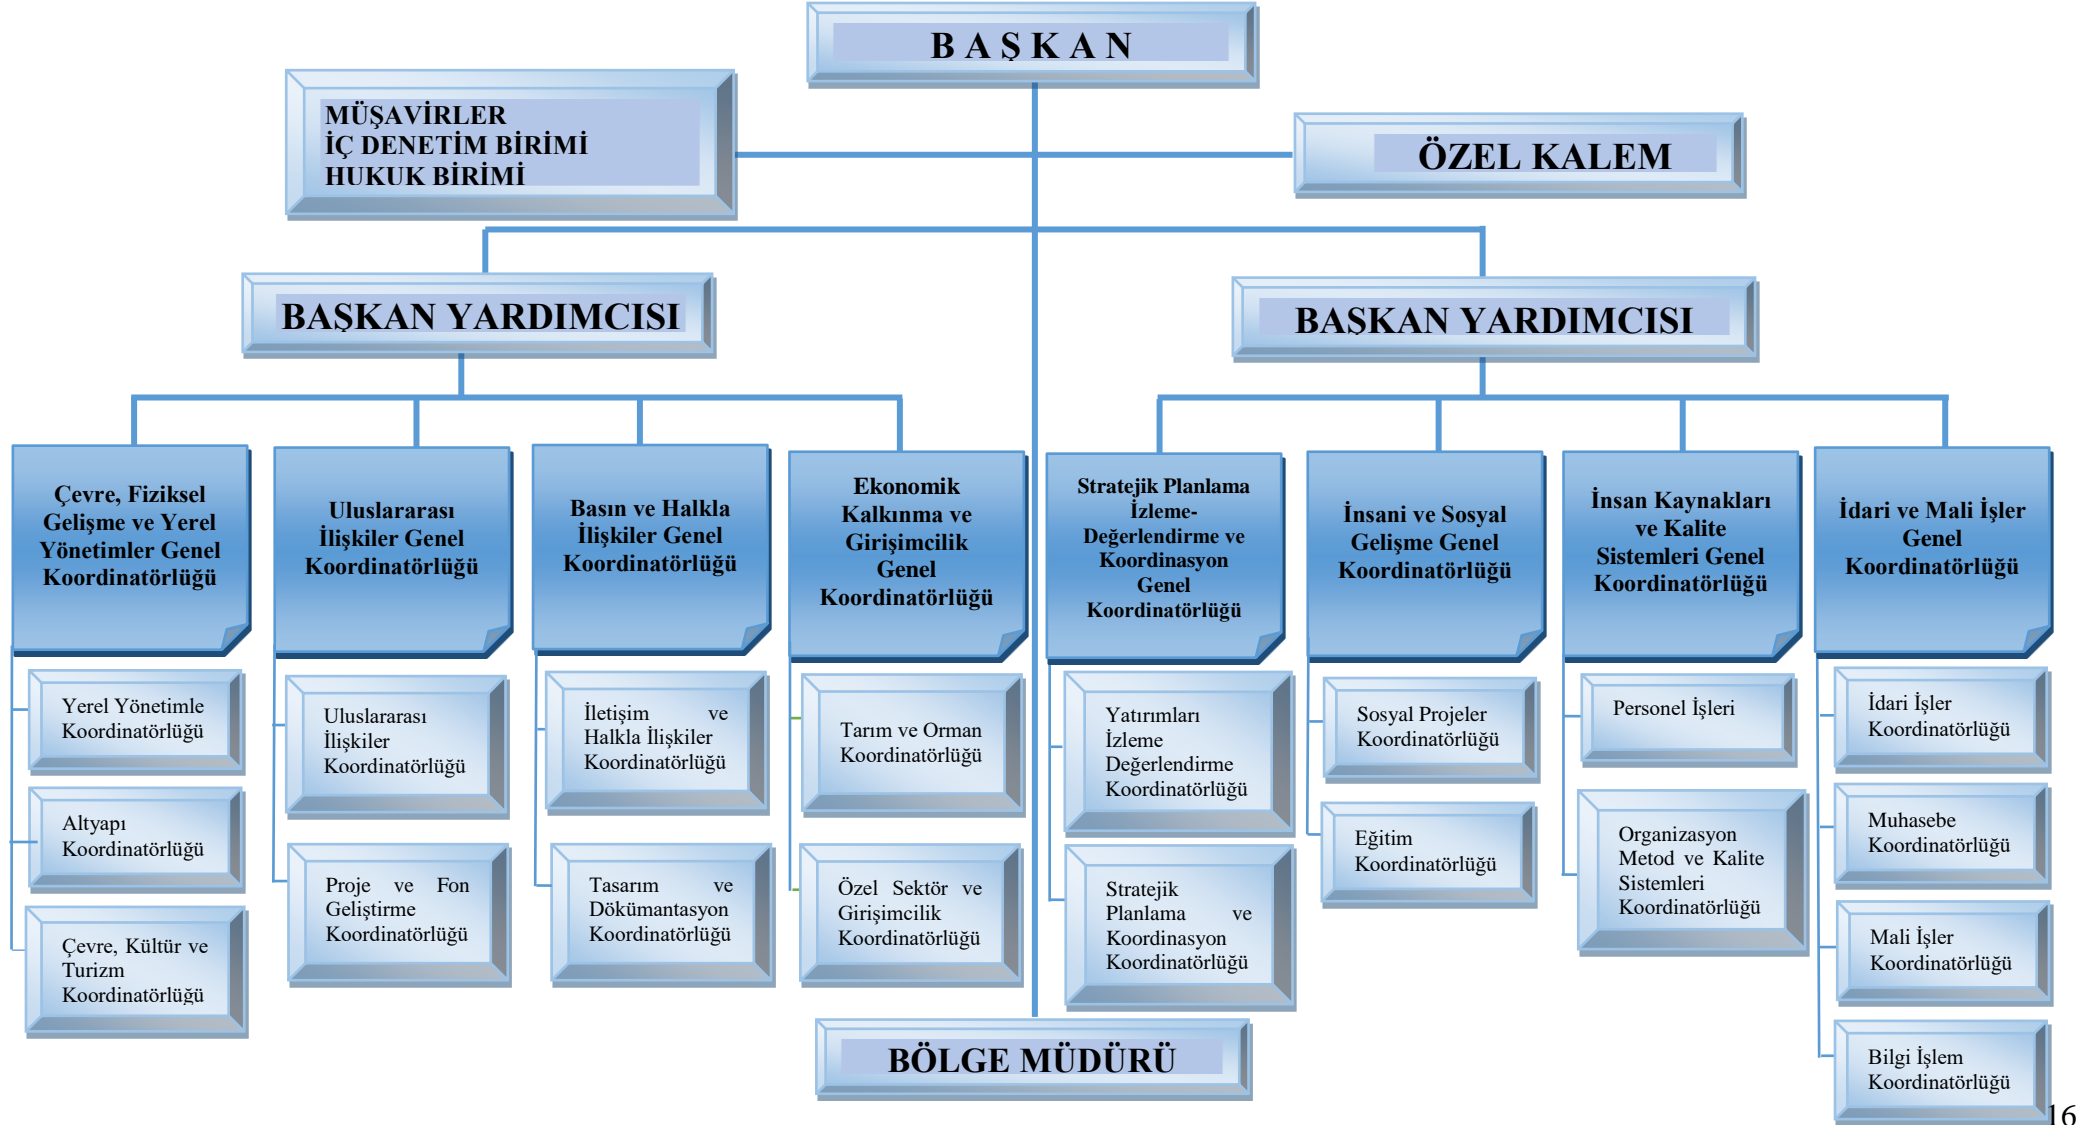 B A Ş K A N
MÜŞAVİRLER
İÇ DENETİM BİRİMİ
HUKUK BİRİMİ
ÖZEL KALEM
BAŞKAN YARDIMCISI
BAŞKAN YARDIMCISI
Çevre, Fiziksel
Gelişme ve Yerel
Yönetimler Genel
Koordinatörlüğü
Uluslararası
İlişkiler Genel
Koordinatörlüğü
Basın ve Halkla
İlişkiler Genel
Koordinatörlüğü
Ekonomik
Kalkınma ve
Girişimcilik
Genel
Koordinatörlüğü
Stratejik Planlama
İzleme-
Değerlendirme ve
Koordinasyon
Genel
Koordinatörlüğü
İnsani ve Sosyal
Gelişme Genel
Koordinatörlüğü
İnsan Kaynakları
ve Kalite
Sistemleri Genel
Koordinatörlüğü
İdari ve Mali İşler
Genel
Koordinatörlüğü
Yerel Yönetimle
Koordinatörlüğü
Altyapı
Koordinatörlüğü
Çevre, Kültür ve
Turizm
Koordinatörlüğü
Uluslararası
İlişkiler
Koordinatörlüğü
Proje ve Fon
Geliştirme
Koordinatörlüğü
İletişim ve
Halkla İlişkiler
Koordinatörlüğü
Tasarım ve
Dökümantasyon
Koordinatörlüğü
Tarım ve Orman
Koordinatörlüğü
Özel Sektör ve
Girişimcilik
Koordinatörlüğü
Yatırımları
İzleme
Değerlendirme
Koordinatörlüğü
Stratejik
Planlama ve
Koordinasyon
Koordinatörlüğü
Sosyal Projeler
Koordinatörlüğü
Eğitim
Koordinatörlüğü
Personel İşleri
Organizasyon
Metod ve Kalite
Sistemleri
Koordinatörlüğü
İdari İşler
Koordinatörlüğü
Muhasebe
Koordinatörlüğü
Mali İşler
Koordinatörlüğü
Bilgi İşlem
Koordinatörlüğü
BÖLGE MÜDÜRÜ
16